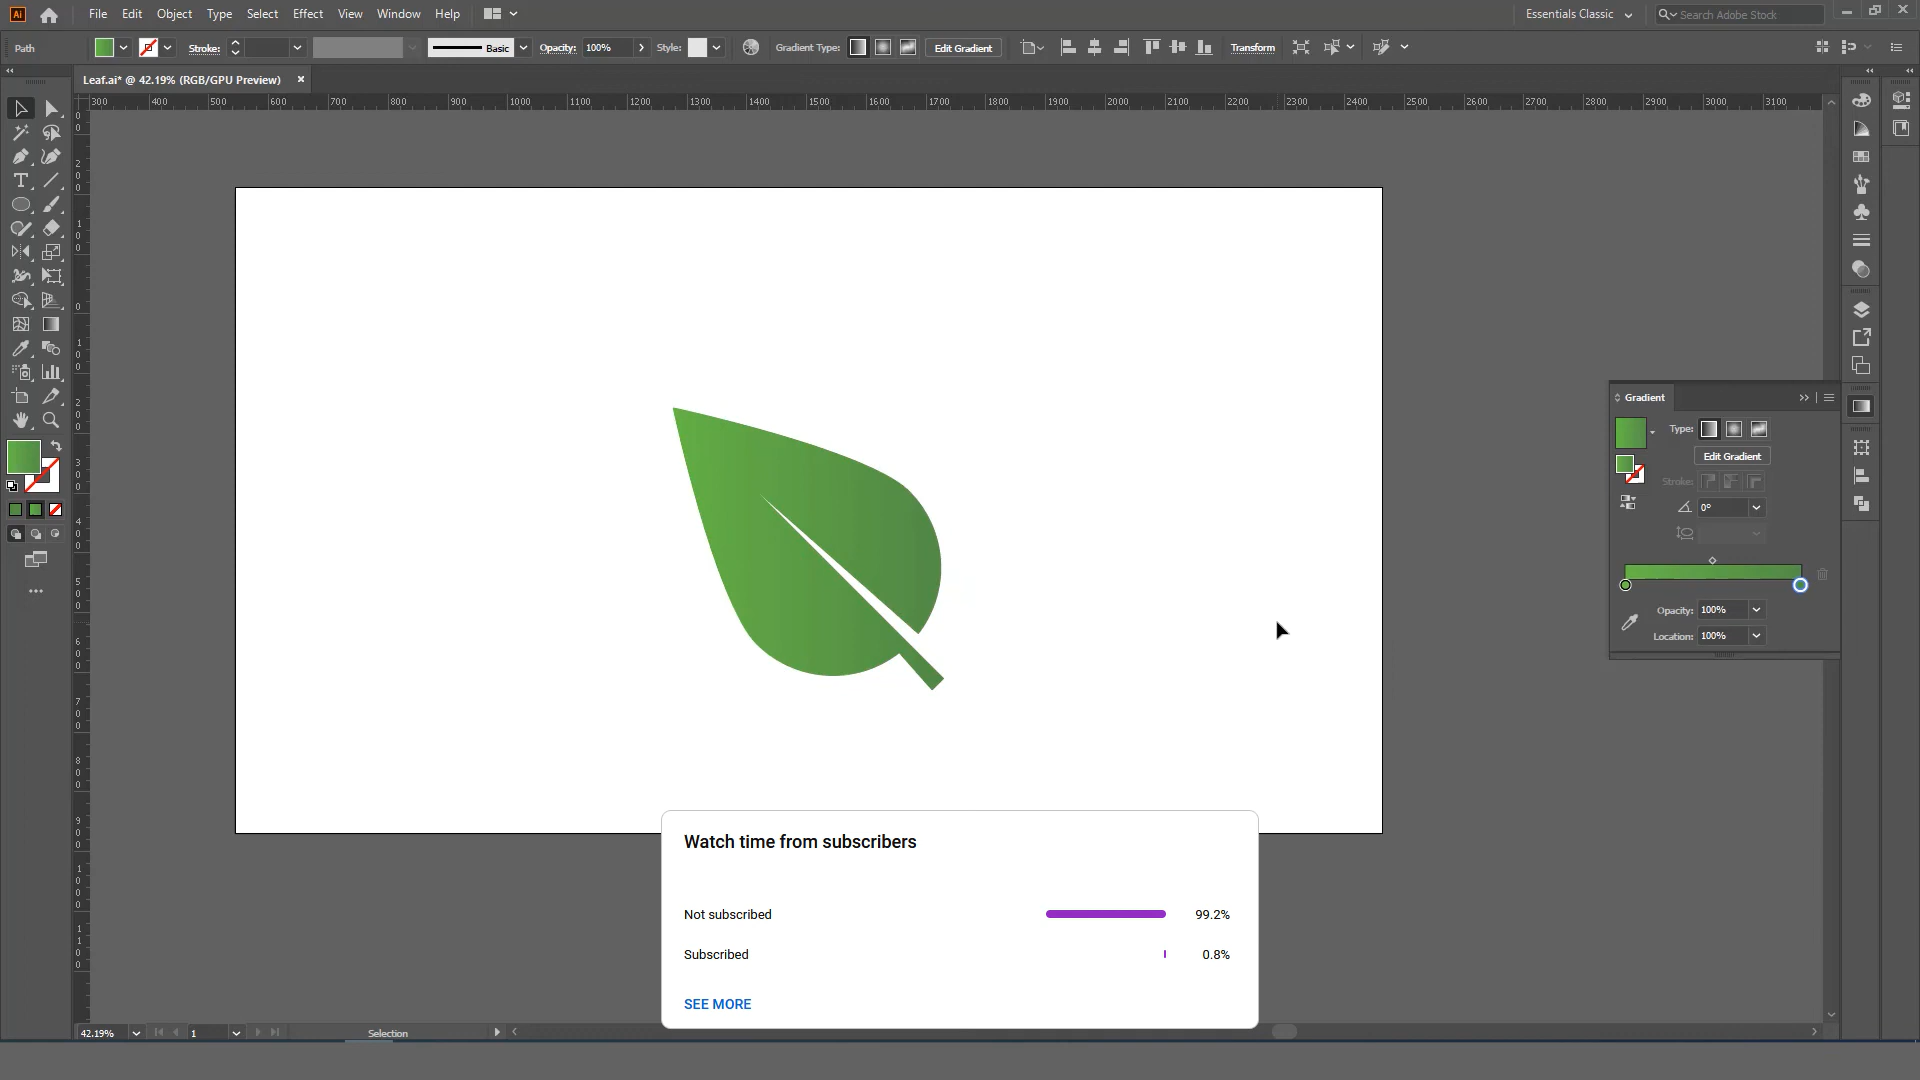 Ai File Edit Object Type Select Effect View Window Help Essentials Classic Search Adobe Stock
Path Stroke: Basic Opacity: 100% Style: Gradient Type: Edit Gradient Transform
Leaf.ai* @ 42.19% (RGB/GPU Preview) ×
300 400 500 600 700 800 900 1000 1100 1200 1300 1400 1500 1600 1700 1800 1900 2000 2100 2200 2300 2400 2500 2600 2700 2800 2900 3000 3100
Gradient
Type:
Edit Gradient
Stroke:
0°
Opacity: 100%
Location: 100%
Watch time from subscribers
Not subscribed 99.2%
Subscribed 0.8%
SEE MORE
42.19% 1 Selection